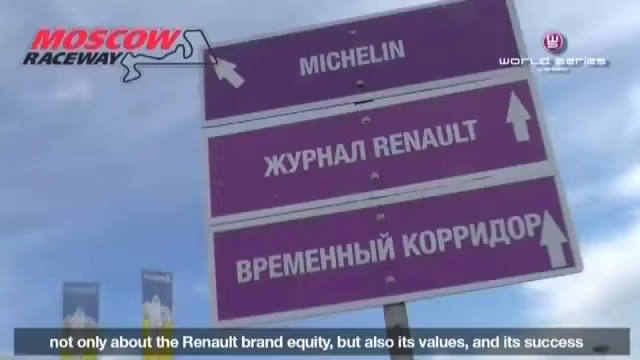 MOSCOW
RACEWAY
world series
MICHELIN
ЖУРНАЛ RENAULT
ВРЕМЕННЫЙ КОРРИДОР
not only about the Renault brand equity, but also its values, and its success